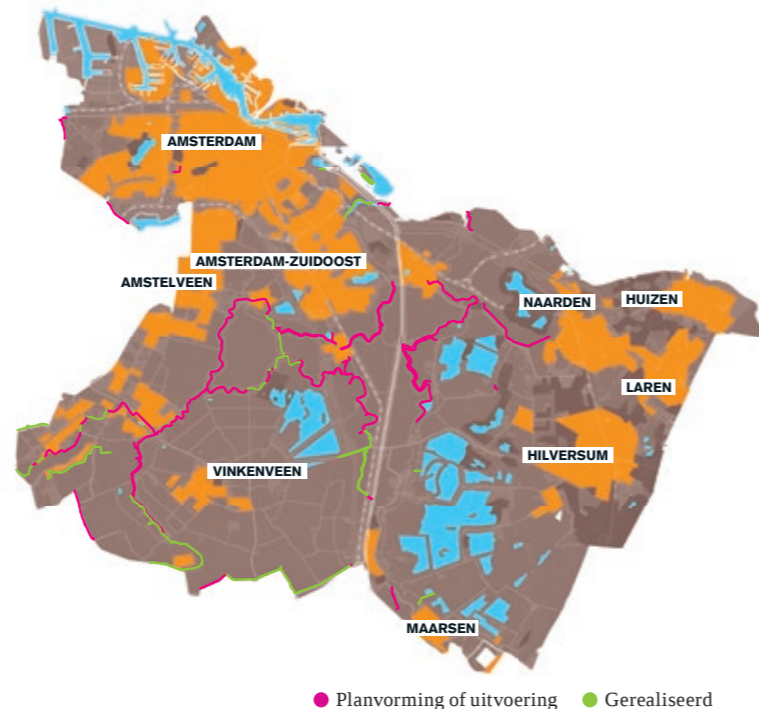 AMSTERDAM
AMSTERDAM-ZUIDOOST
AMSTELVEEN
NAARDEN
HUIZEN
LAREN
HILVERSUM
VINKENVEEN
MAARSEN
Planvorming of uitvoering Gerealiseerd